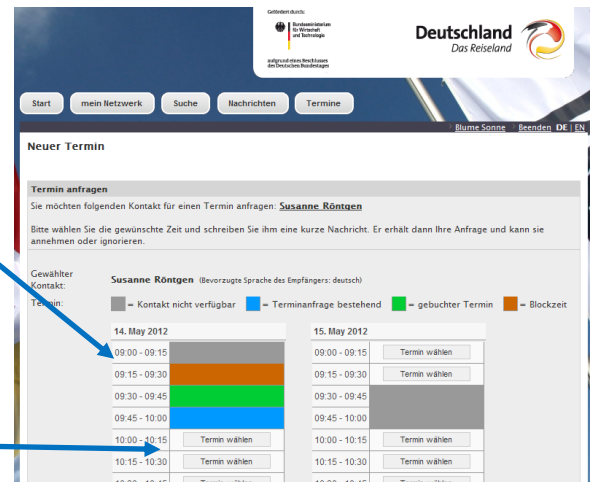 Gefördert durch:
Bundesministerium
für Wirtschaft
und Technologie
aufgrund eines Beschlusses
des Deutschen Bundestages
Deutschland
Das Reiseland
Start mein Netzwerk Suche Nachrichten Termine
Blume Sonne Beenden DE | EN
Neuer Termin
Termin anfragen
Sie möchten folgenden Kontakt für einen Termin anfragen: Susanne Röntgen
Bitte wählen Sie die gewünschte Zeit und schreiben Sie ihm eine kurze Nachricht. Er erhält dann Ihre Anfrage und kann sie
annehmen oder ignorieren.
Gewählter
Kontakt:
Susanne Röntgen (Bevorzugte Sprache des Empfängers: deutsch)
Termin: = Kontakt nicht verfügbar = Terminanfrage bestehend = gebuchter Termin = Blockzeit
14. May 2012 15. May 2012
09:00 - 09:15 09:00 - 09:15 Termin wählen
09:15 - 09:30 09:15 - 09:30 Termin wählen
09:30 - 09:45 09:30 - 09:45
09:45 - 10:00 09:45 - 10:00
10:00 - 10:15 Termin wählen 10:00 - 10:15 Termin wählen
10:15 - 10:30 Termin wählen 10:15 - 10:30 Termin wählen